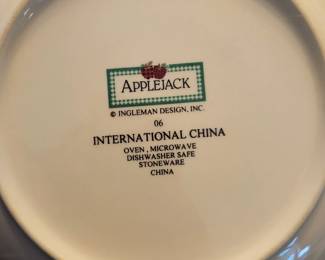 APPLEJACK
© INGLEMAN DESIGN, INC.
06
INTERNATIONAL CHINA
OVEN, MICROWAVE
DISHWASHER SAFE
STONEWARE
CHINA